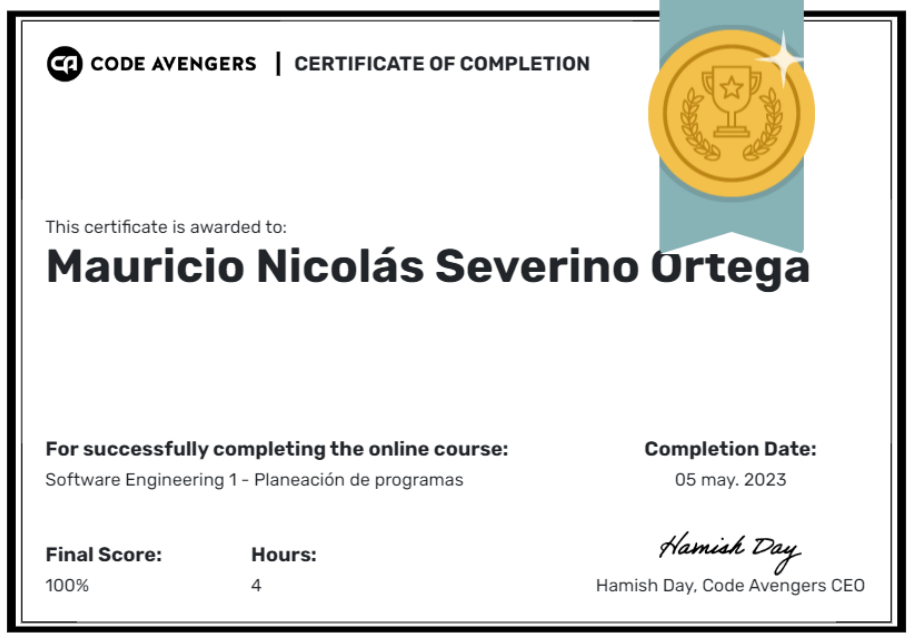 CA CODE AVENGERS | CERTIFICATE OF COMPLETION
This certificate is awarded to:
Mauricio Nicolás Severino Ortega
For successfully completing the online course:
Software Engineering 1 - Planeación de programas
Completion Date:
05 may. 2023
Final Score:
100%
Hours:
4
Hamish Day
Hamish Day, Code Avengers CEO